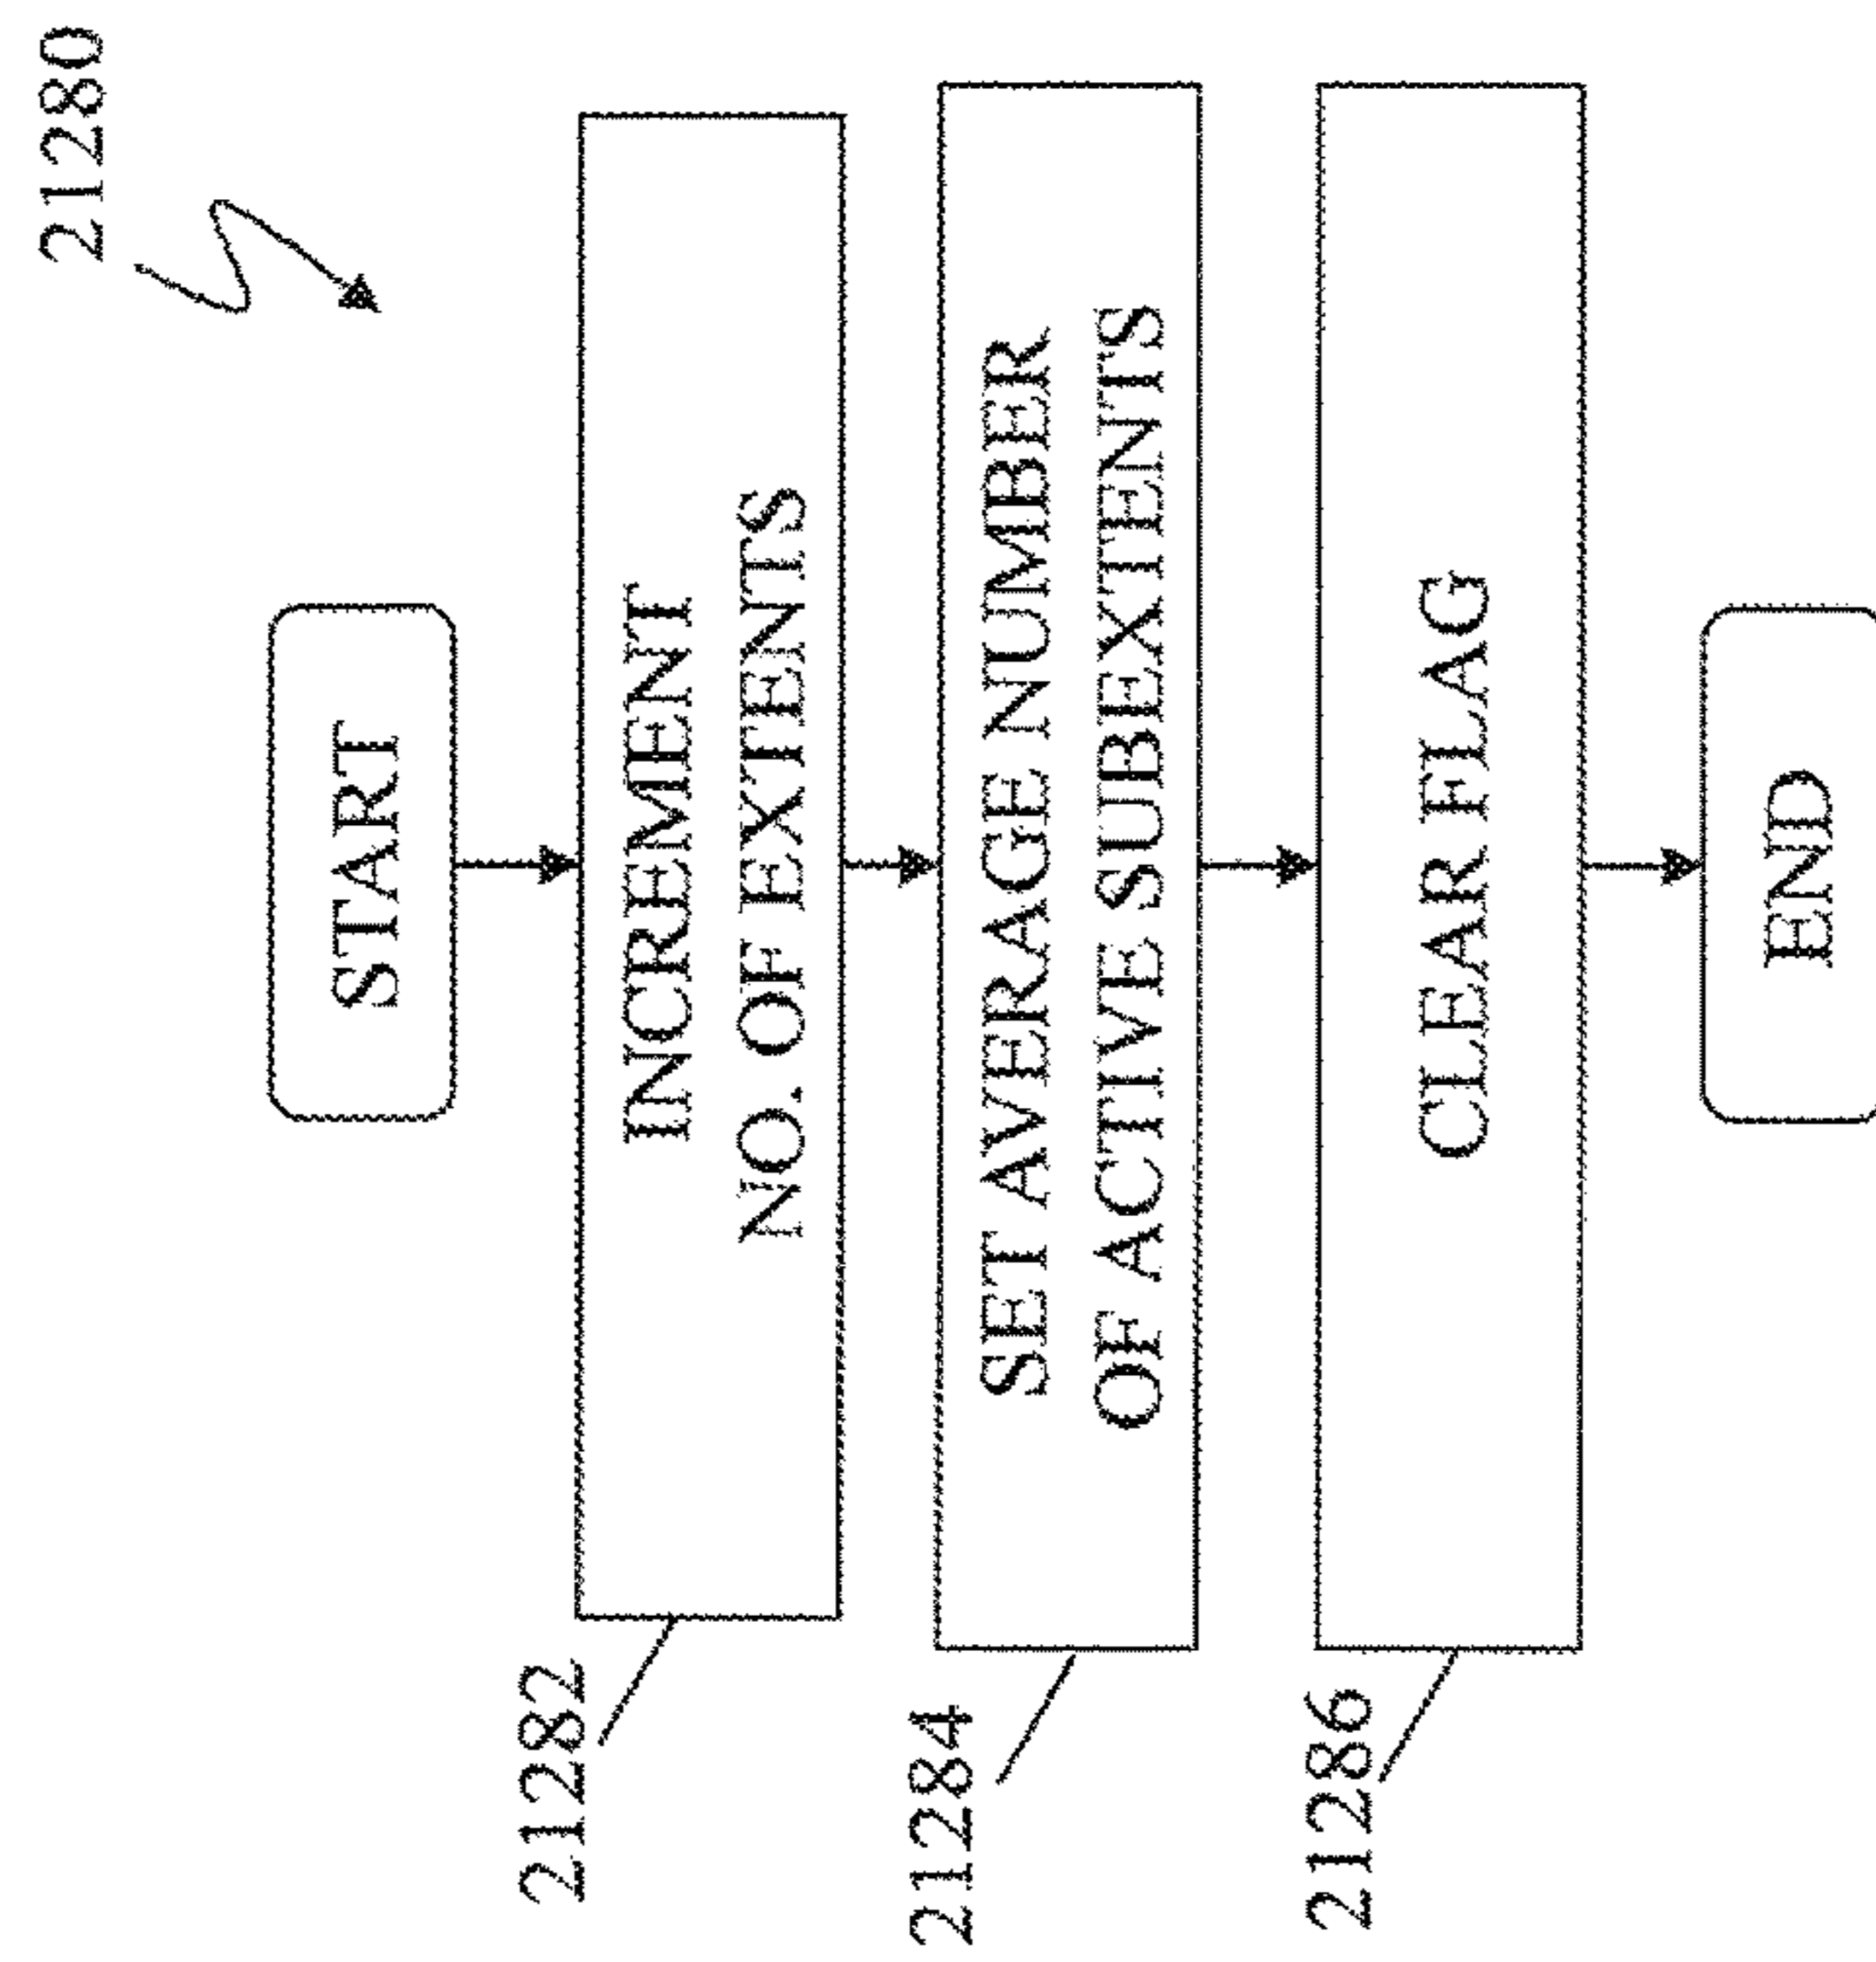 21280
START
21282
INCREMENT
NO. OF EXTENTS
21284
SET AVERAGE NUMBER
OF ACTIVE SUBEXTENTS
21286
CLEAR FLAG
END